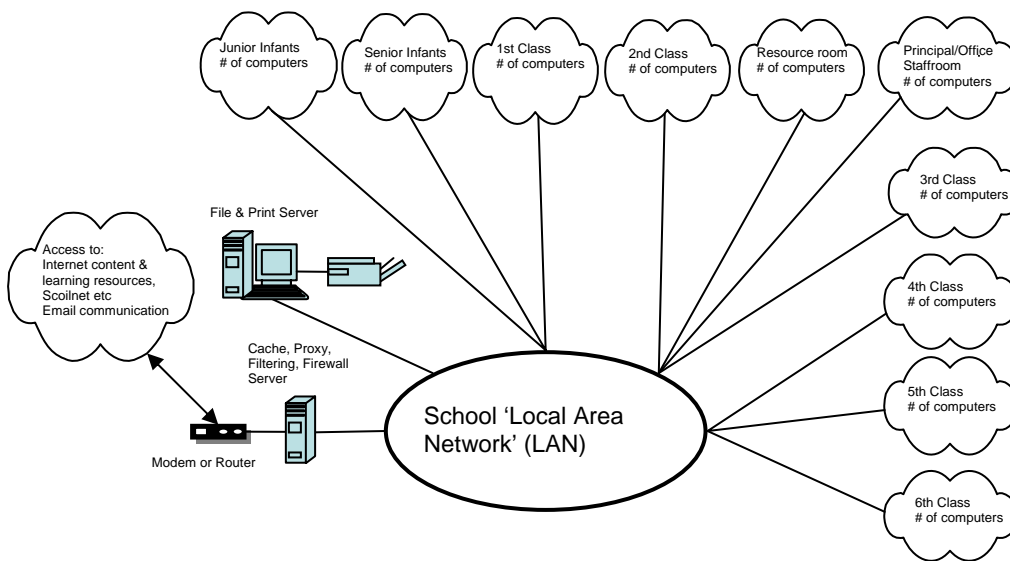 Junior Infants
# of computers
Senior Infants
# of computers
1st Class
# of computers
2nd Class
# of computers
Resource room
# of computers
Principal/Office
Staffroom
# of computers
3rd Class
# of computers
File & Print Server
Access to:
Internet content &
learning resources,
Scoilnet etc
Email communication
4th Class
# of computers
Cache, Proxy,
Filtering, Firewall
Server
5th Class
# of computers
School ‘Local Area
Network’ (LAN)
Modem or Router
6th Class
# of computers